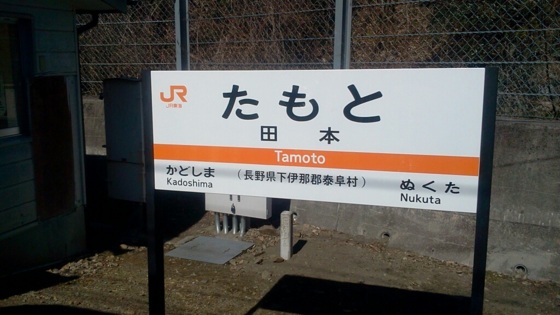 JR
JR東海
たもと
田本
Tamoto
かどしま
Kadoshima
（長野県下伊那郡泰阜村）
ぬくた
Nukuta